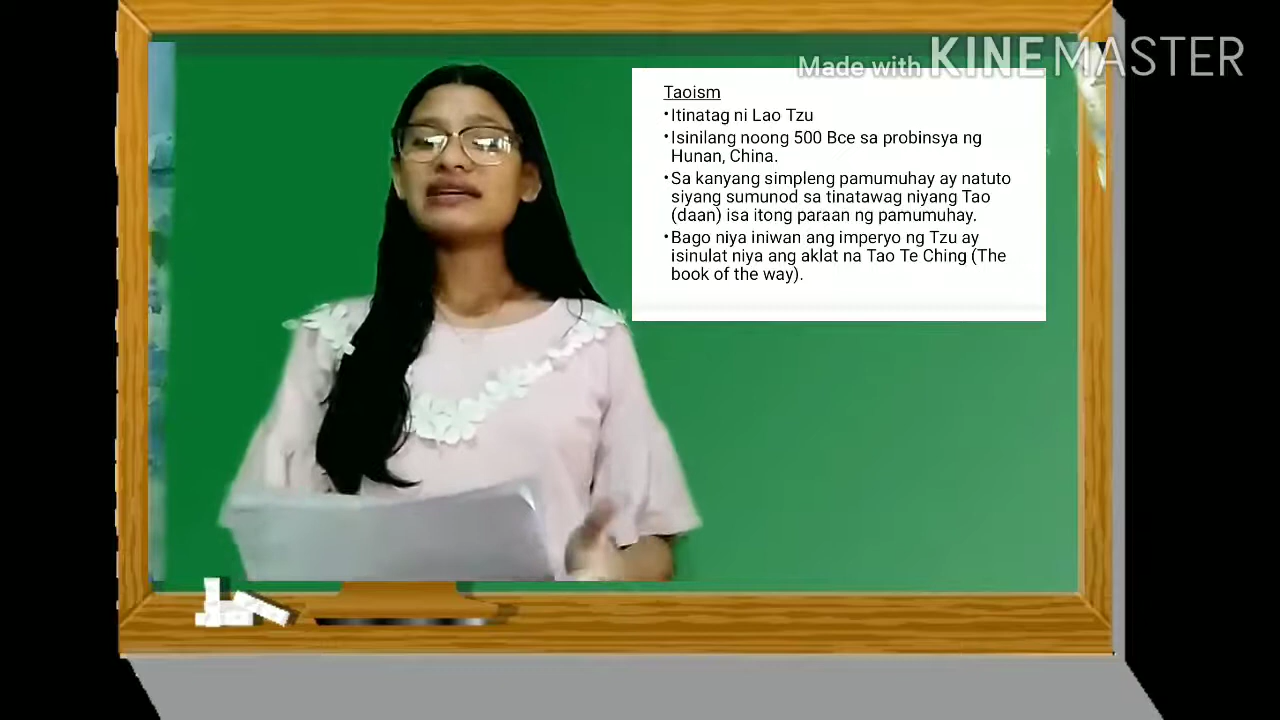 Made with KINEMASTER
Taoism
•Itinatag ni Lao Tzu
•Isinilang noong 500 Bce sa probinsya ng
Hunan, China.
•Sa kanyang simpleng pamumuhay ay natuto
siyang sumunod sa tinatawag niyang Tao
(daan) isa itong paraan ng pamumuhay.
•Bago niya iniwan ang imperyo ng Tzu ay
isinulat niya ang aklat na Tao Te Ching (The
book of the way).